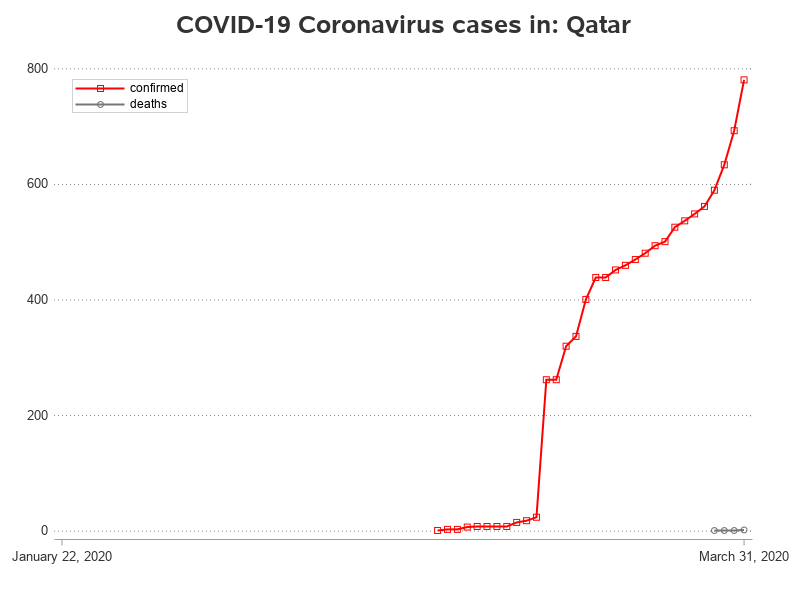 COVID-19 Coronavirus cases in: Qatar
800
confirmed
deaths
600
400
200
0
January 22, 2020
March 31, 2020